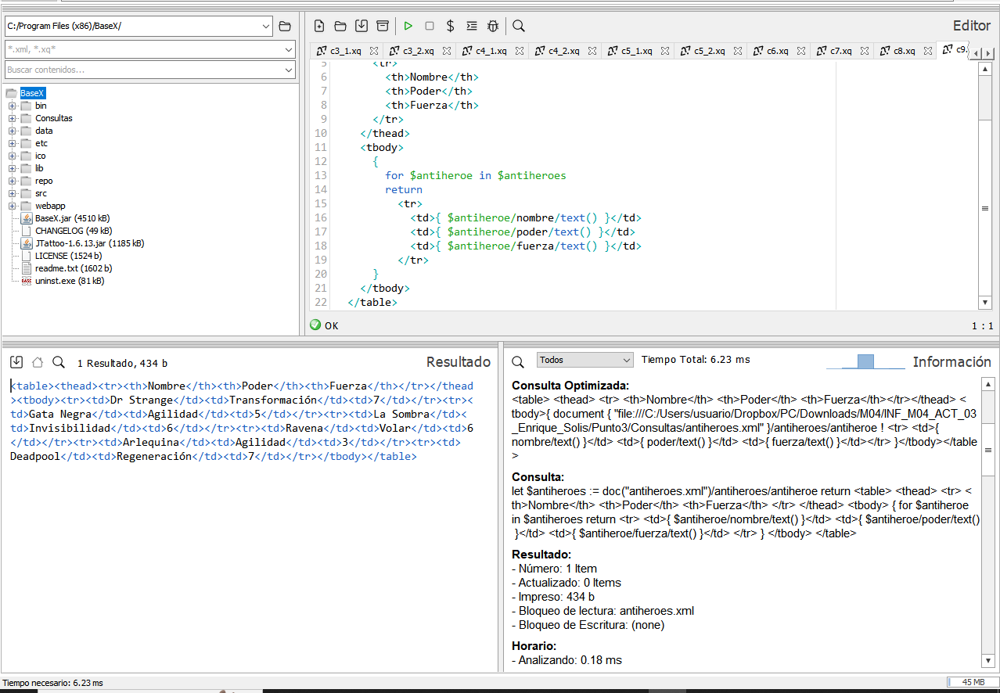 C:/Program Files (x86)/BaseX/
*.xml, *.xq*
Buscar contenidos...
BaseX
bin
Consultas
data
etc
ico
lib
repo
src
webapp
BaseX.jar (4510 kB)
CHANGELOG (49 kB)
JTattoo-1.6.13.jar (1185 kB)
LICENSE (1524 b)
readme.txt (1602 b)
uninst.exe (81 kB)
Editor
c3_1.xq c3_2.xq c4_1.xq c4_2.xq c5_1.xq c5_2.xq c6.xq c7.xq c8.xq c9.
5 <tr>
6 <th>Nombre</th>
7 <th>Poder</th>
8 <th>Fuerza</th>
9 </tr>
10 </thead>
11 <tbody>
12 {
13 for $antiheroe in $antiheroes
14 return
15 <tr>
16 <td>{ $antiheroe/nombre/text() }</td>
17 <td>{ $antiheroe/poder/text() }</td>
18 <td>{ $antiheroe/fuerza/text() }</td>
19 </tr>
20 }
21 </tbody>
22 </table>
OK 1 : 1
1 Resultado, 434 b Resultado
<table><thead><tr><th>Nombre</th><th>Poder</th><th>Fuerza</th></tr></thead
><tbody><tr><td>Dr Strange</td><td>Transformación</td><td>7</td></tr><tr><
td>Gata Negra</td><td>Agilidad</td><td>5</td></tr><tr><td>La Sombra</td><
td>Invisibilidad</td><td>6</td></tr><tr><td>Ravena</td><td>Volar</td><td>6
</td></tr><tr><td>Arlequina</td><td>Agilidad</td><td>3</td></tr><tr><td>
Deadpool</td><td>Regeneración</td><td>7</td></tr></tbody></table>
Todos Tiempo Total: 6.23 ms Información
Consulta Optimizada:
<table> <thead> <tr> <th>Nombre</th> <th>Poder</th> <th>Fuerza</th></tr></thead> <
tbody>{ document { "file:///C:/Users/usuario/Dropbox/PC/Downloads/M04/INF_M04_ACT_03
_Enrique_Solis/Punto3/Consultas/antiheroes.xml" }/antiheroes/antiheroe ! <tr> <td>{
nombre/text() }</td> <td>{ poder/text() }</td> <td>{ fuerza/text() }</td></tr> }</tbody></table
>
Consulta:
let $antiheroes := doc("antiheroes.xml")/antiheroes/antiheroe return <table> <thead> <tr> <
th>Nombre</th> <th>Poder</th> <th>Fuerza</th> </tr> </thead> <tbody> { for $antiheroe
in $antiheroes return <tr> <td>{ $antiheroe/nombre/text() }</td> <td>{ $antiheroe/poder/text()
}</td> <td>{ $antiheroe/fuerza/text() }</td> </tr> } </tbody> </table>
Resultado:
- Número: 1 Item
- Actualizado: 0 Items
- Impreso: 434 b
- Bloqueo de lectura: antiheroes.xml
- Bloqueo de Escritura: (none)
Horario:
- Analizando: 0.18 ms
Tiempo necesario: 6.23 ms 45 MB